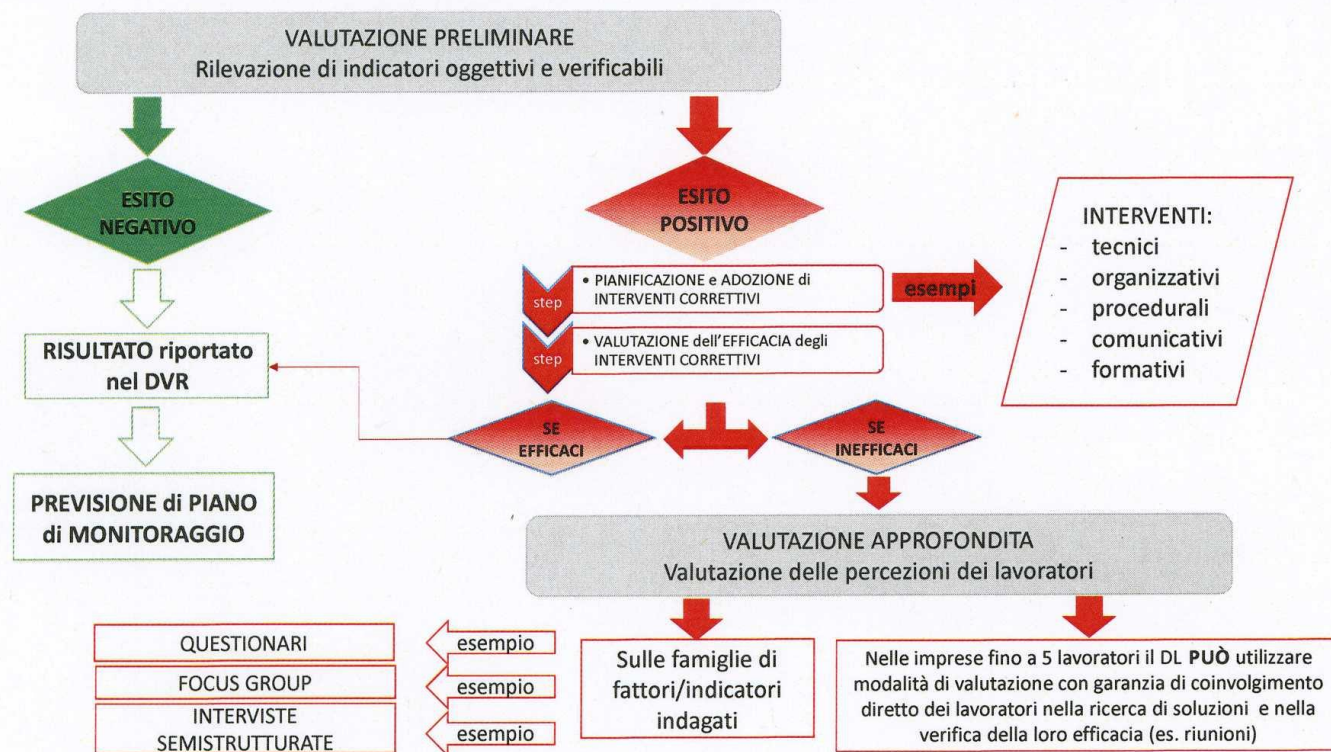 VALUTAZIONE PRELIMINARE
Rilevazione di indicatori oggettivi e verificabili
ESITO
NEGATIVO
ESITO
POSITIVO
INTERVENTI:
- tecnici
- organizzativi
- procedurali
- comunicativi
- formativi
step
• PIANIFICAZIONE e ADOZIONE di
INTERVENTI CORRETTIVI
esempi
step
• VALUTAZIONE dell'EFFICACIA degli
INTERVENTI CORRETTIVI
RISULTATO riportato
nel DVR
SE
EFFICACI
SE
INEFFICACI
PREVISIONE di PIANO
di MONITORAGGIO
VALUTAZIONE APPROFONDITA
Valutazione delle percezioni dei lavoratori
QUESTIONARI
esempio
FOCUS GROUP
esempio
INTERVISTE
SEMISTRUTTURATE
esempio
Sulle famiglie di
fattori/indicatori
indagati
Nelle imprese fino a 5 lavoratori il DL PUÒ utilizzare
modalità di valutazione con garanzia di coinvolgimento
diretto dei lavoratori nella ricerca di soluzioni e nella
verifica della loro efficacia (es. riunioni)